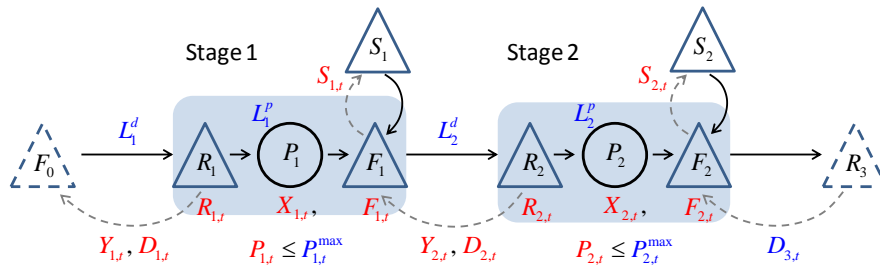 Stage 1
Stage 2
S₁
S₂
S₁,ₜ
S₂,ₜ
L₁ᵈ
L₁ᵖ
L₂ᵈ
L₂ᵖ
F₀
R₁
P₁
F₁
R₂
P₂
F₂
R₃
R₁,ₜ
X₁,ₜ,
F₁,ₜ
R₂,ₜ
X₂,ₜ,
F₂,ₜ
Y₁,ₜ, D₁,ₜ
P₁,ₜ ≤ P₁,ₜᵐᵃˣ
Y₂,ₜ, D₂,ₜ
P₂,ₜ ≤ P₂,ₜᵐᵃˣ
D₃,ₜ